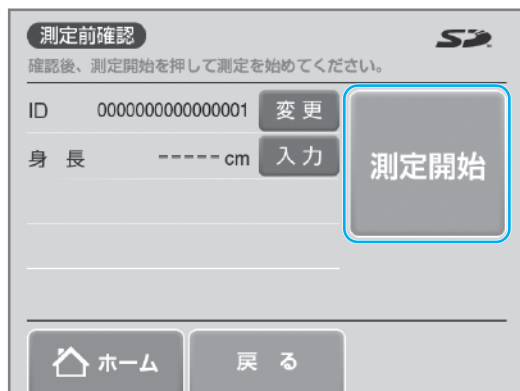 測定前確認
SD
確認後、測定開始を押して測定を始めてください。
ID 0000000000000001 変更
身 長 -----cm 入力
測定開始
ホーム 戻 る